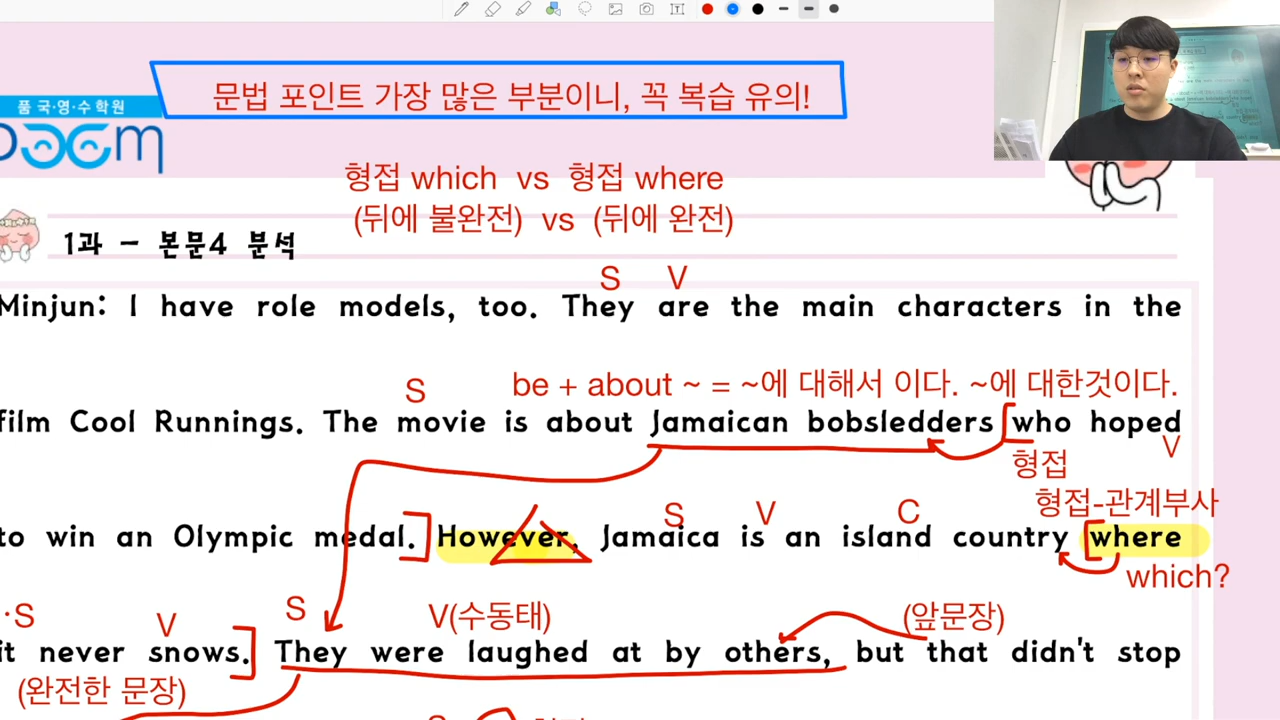 문법 포인트 가장 많은 부분이니, 꼭 복습 유의!
품 국·영·수학원
형접 which vs 형접 where
(뒤에 불완전) vs (뒤에 완전)
1과 - 본문4 분석
S V
Minjun: I have role models, too. They are the main characters in the
S be + about ~ = ~에 대해서 이다. ~에 대한것이다.
film Cool Runnings. The movie is about Jamaican bobsledders [who hoped
형접 V
S V C 형접-관계부사
to win an Olympic medal.] However, Jamaica is an island country [where
which?
·S V S V(수동태) (앞문장)
it never snows.] They were laughed at by others, but that didn't stop
(완전한 문장)